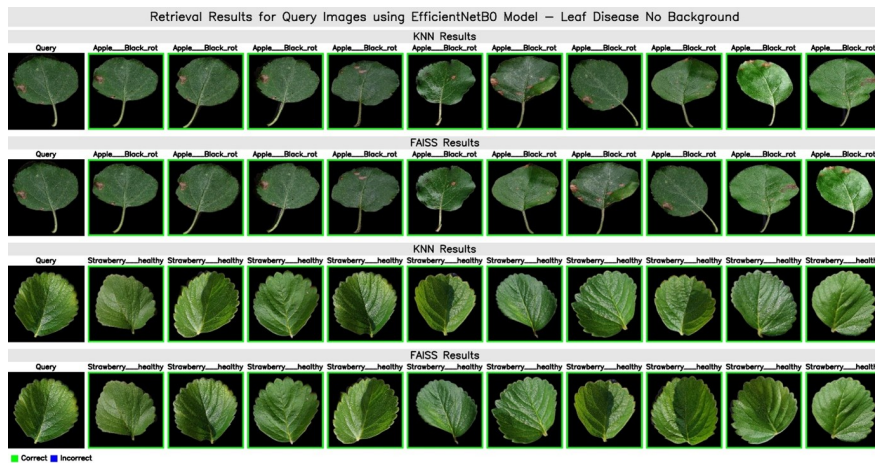 Retrieval Results for Query Images using EfficientNetB0 Model — Leaf Disease No Background
KNN Results
Query Apple___Black_rot Apple___Black_rot Apple___Black_rot Apple___Black_rot Apple___Black_rot Apple___Black_rot Apple___Black_rot Apple___Black_rot Apple___Black_rot Apple___Black_rot
FAISS Results
Query Apple___Black_rot Apple___Black_rot Apple___Black_rot Apple___Black_rot Apple___Black_rot Apple___Black_rot Apple___Black_rot Apple___Black_rot Apple___Black_rot Apple___Black_rot
KNN Results
Query Strawberry___healthy Strawberry___healthy Strawberry___healthy Strawberry___healthy Strawberry___healthy Strawberry___healthy Strawberry___healthy Strawberry___healthy Strawberry___healthy Strawberry___healthy
FAISS Results
Query Strawberry___healthy Strawberry___healthy Strawberry___healthy Strawberry___healthy Strawberry___healthy Strawberry___healthy Strawberry___healthy Strawberry___healthy Strawberry___healthy Strawberry___healthy
Correct Incorrect